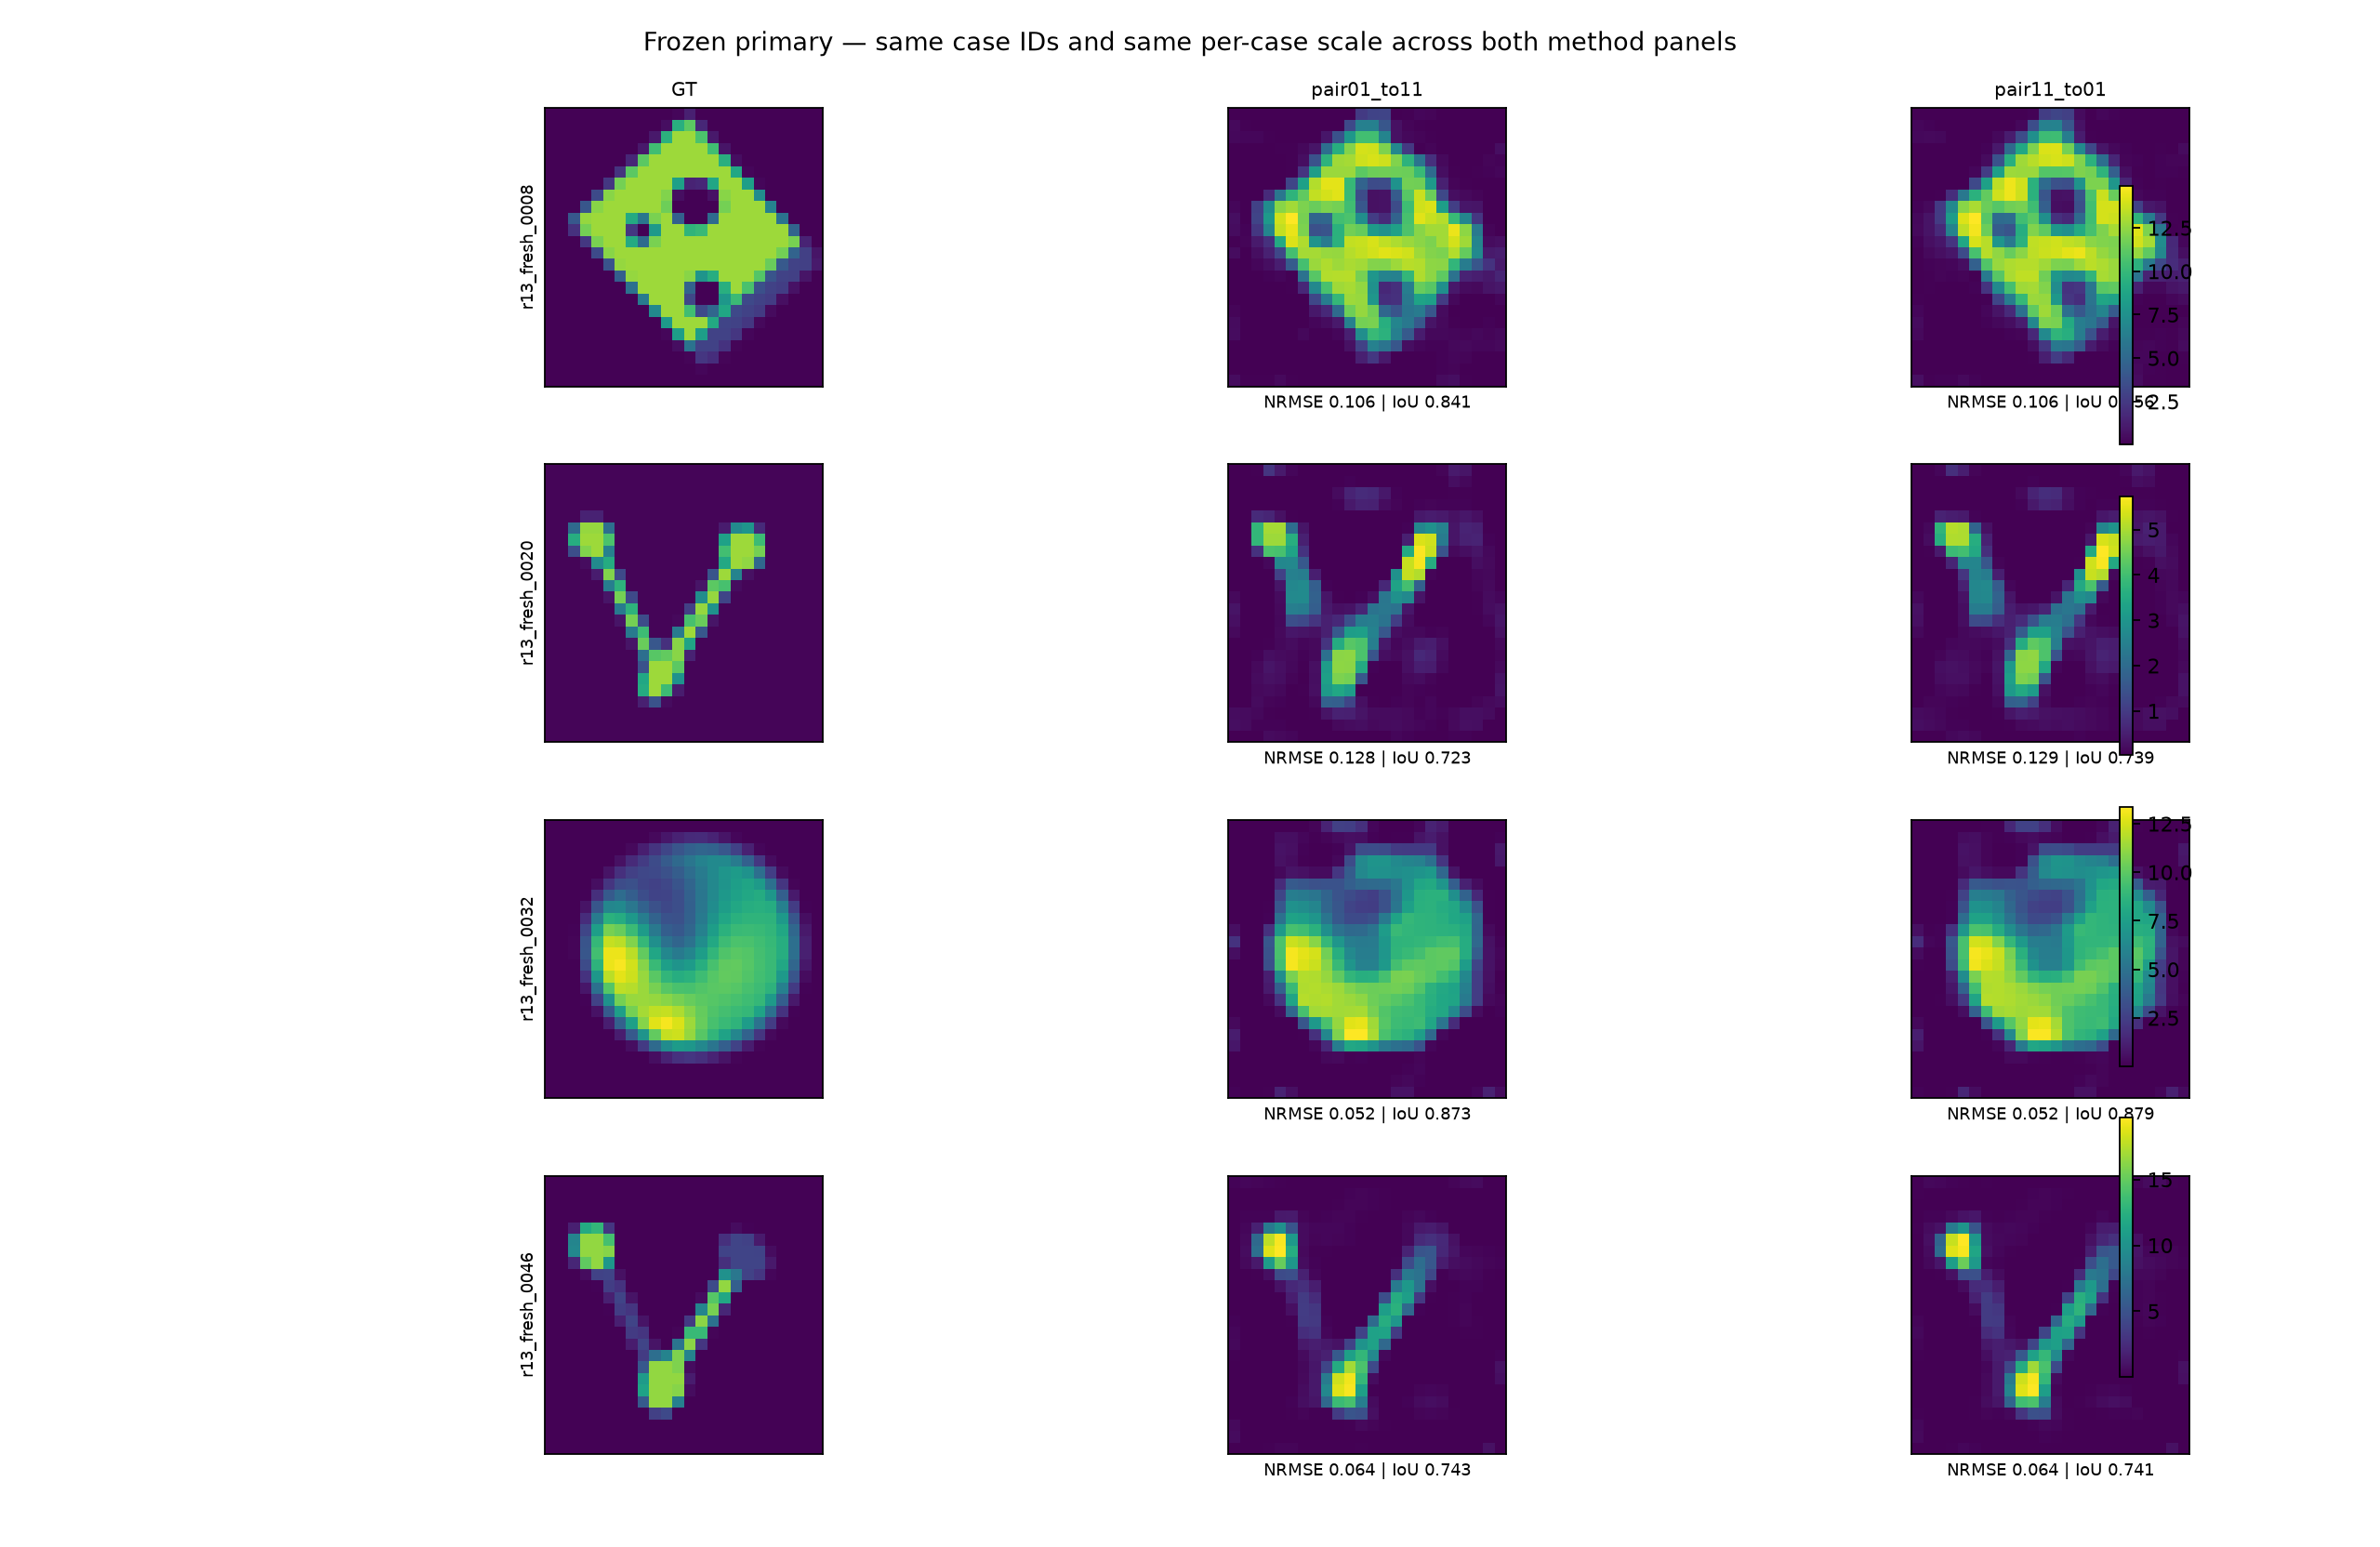 Frozen primary — same case IDs and same per-case scale across both method panels
GT
pair01_to11
pair11_to01
r13_fresh_0008
12.5
10.0
7.5
5.0
2.5
NRMSE 0.106 | IoU 0.841
NRMSE 0.106 | IoU
r13_fresh_0020
5
4
3
2
1
NRMSE 0.128 | IoU 0.723
NRMSE 0.129 | IoU 0.739
r13_fresh_0032
12.5
10.0
7.5
5.0
2.5
NRMSE 0.052 | IoU 0.873
NRMSE 0.052 | IoU 0.879
r13_fresh_0046
15
10
5
NRMSE 0.064 | IoU 0.743
NRMSE 0.064 | IoU 0.741